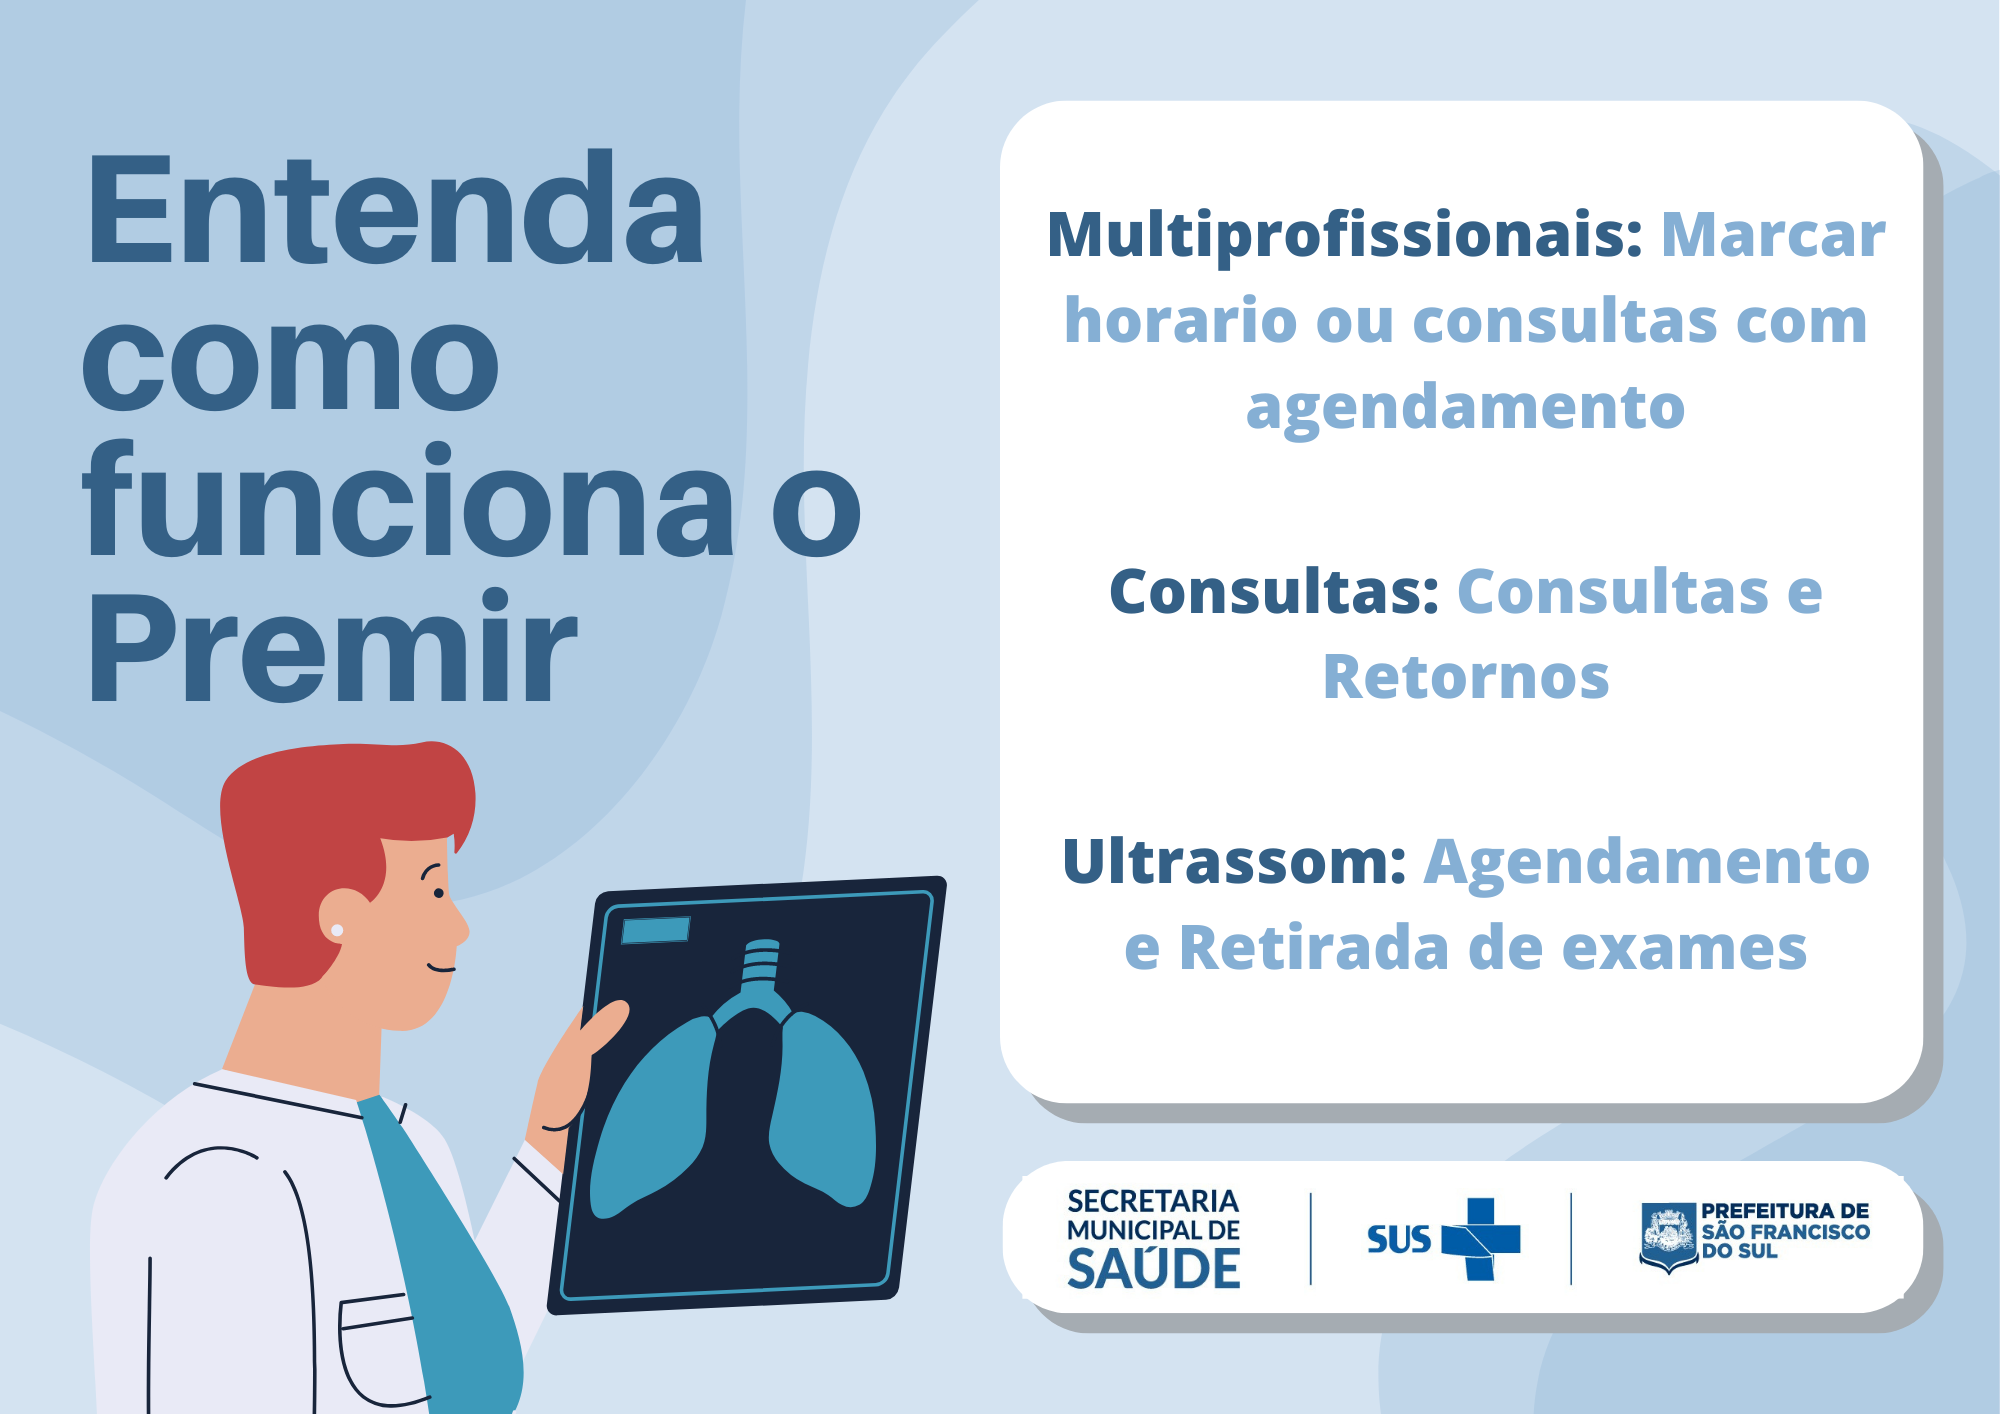 Entenda
como
funciona o
Premir
Multiprofissionais: Marcar
horario ou consultas com
agendamento
Consultas: Consultas e
Retornos
Ultrassom: Agendamento
e Retirada de exames
SECRETARIA
MUNICIPAL DE
SAÚDE
SUS
PREFEITURA DE
SÃO FRANCISCO
DO SUL